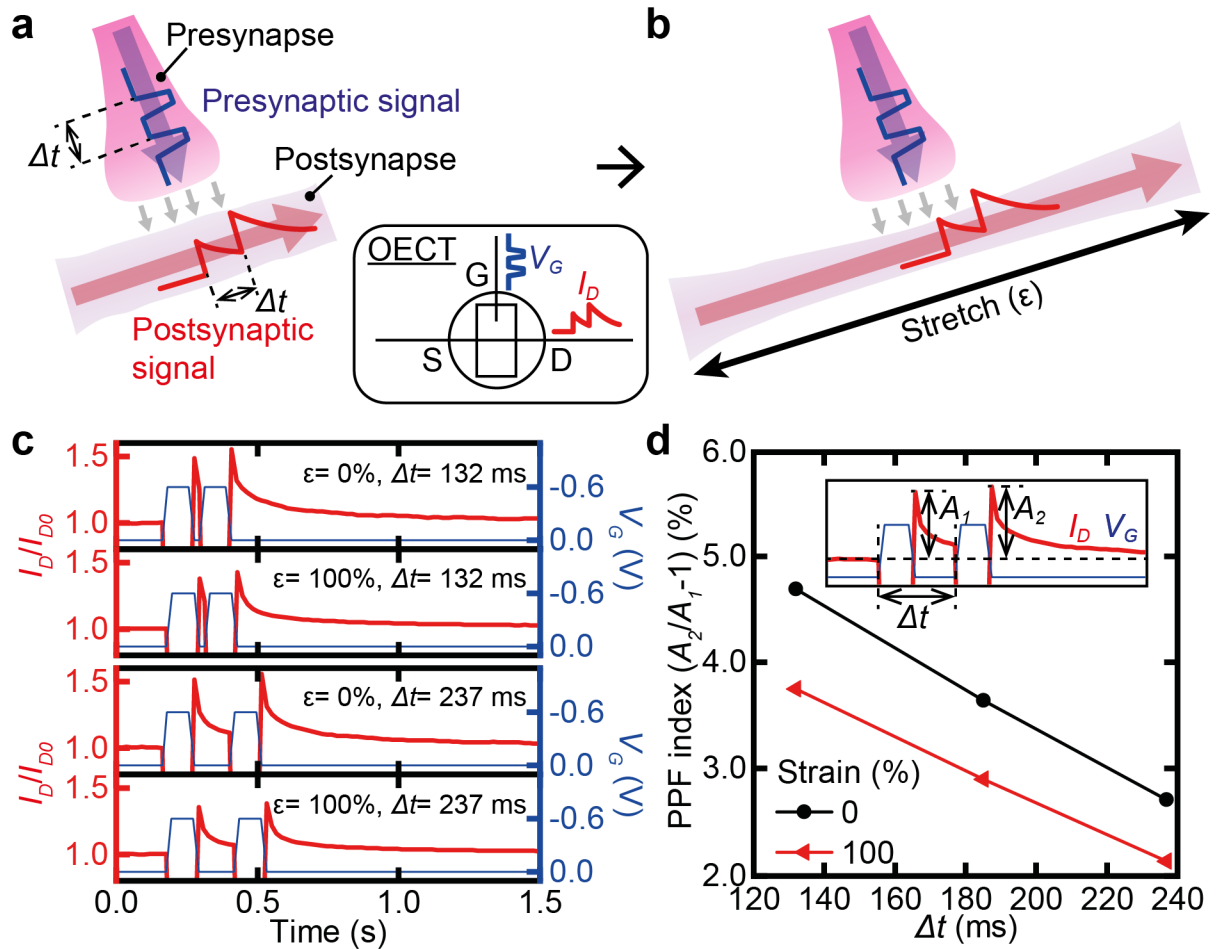 a
Presynapse
Presynaptic signal
Δt
Postsynapse
Δt
Postsynaptic
signal
OECT
G
V_G
I_D
S
D
b
Stretch (ε)
c
I_D/I_D0
1.5
1.0
ε= 0%, Δt= 132 ms
-0.6
0.0
V_G (V)
1.5
1.0
ε= 100%, Δt= 132 ms
-0.6
0.0
I_D/I_D0
1.5
1.0
ε= 0%, Δt= 237 ms
-0.6
0.0
V_G (V)
1.5
1.0
ε= 100%, Δt= 237 ms
-0.6
0.0
0.0 0.5 1.0 1.5
Time (s)
d
PPF index (A_2/A_1-1) (%)
6.0
5.0
4.0
3.0
2.0
A_1
A_2
I_D V_G
Δt
Strain (%)
0
100
120 140 160 180 200 220 240
Δt (ms)